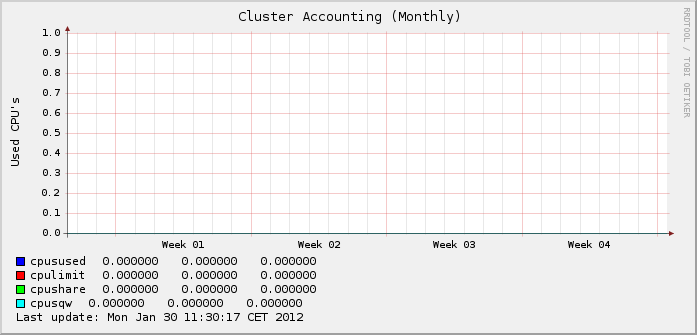 Cluster Accounting (Monthly)
RRDTOOL / TOBI OETIKER
Used CPU's
1.0
0.9
0.8
0.7
0.6
0.5
0.4
0.3
0.2
0.1
0.0
Week 01 Week 02 Week 03 Week 04
cpusused 0.000000 0.000000 0.000000
cpulimit 0.000000 0.000000 0.000000
cpushare 0.000000 0.000000 0.000000
cpusqw 0.000000 0.000000 0.000000
Last update: Mon Jan 30 11:30:17 CET 2012